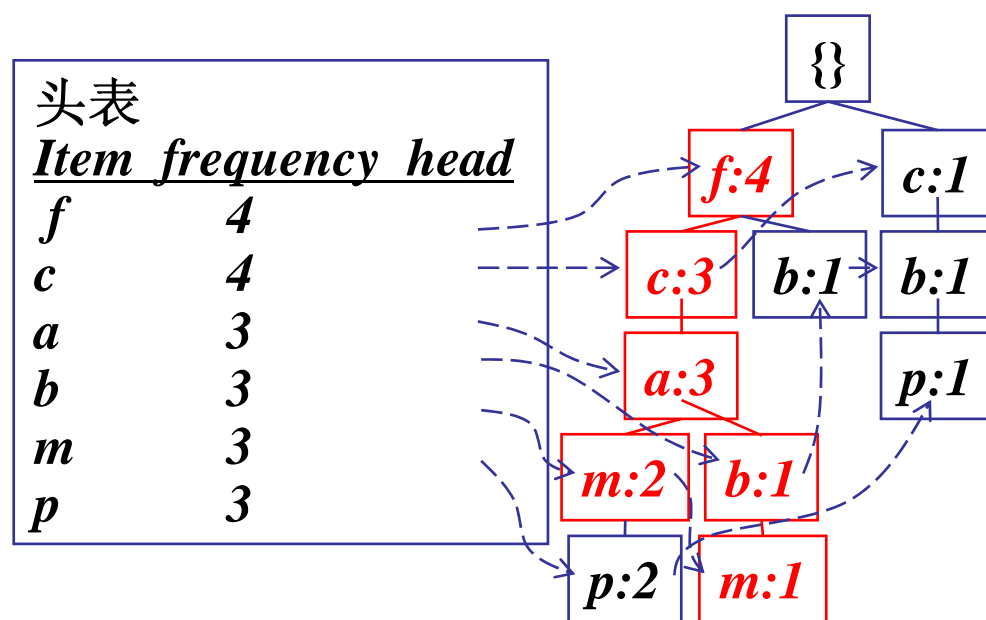 头表
Item frequency head
f 4
c 4
a 3
b 3
m 3
p 3
{}
f:4
c:1
c:3
b:1
b:1
a:3
p:1
m:2
b:1
p:2
m:1